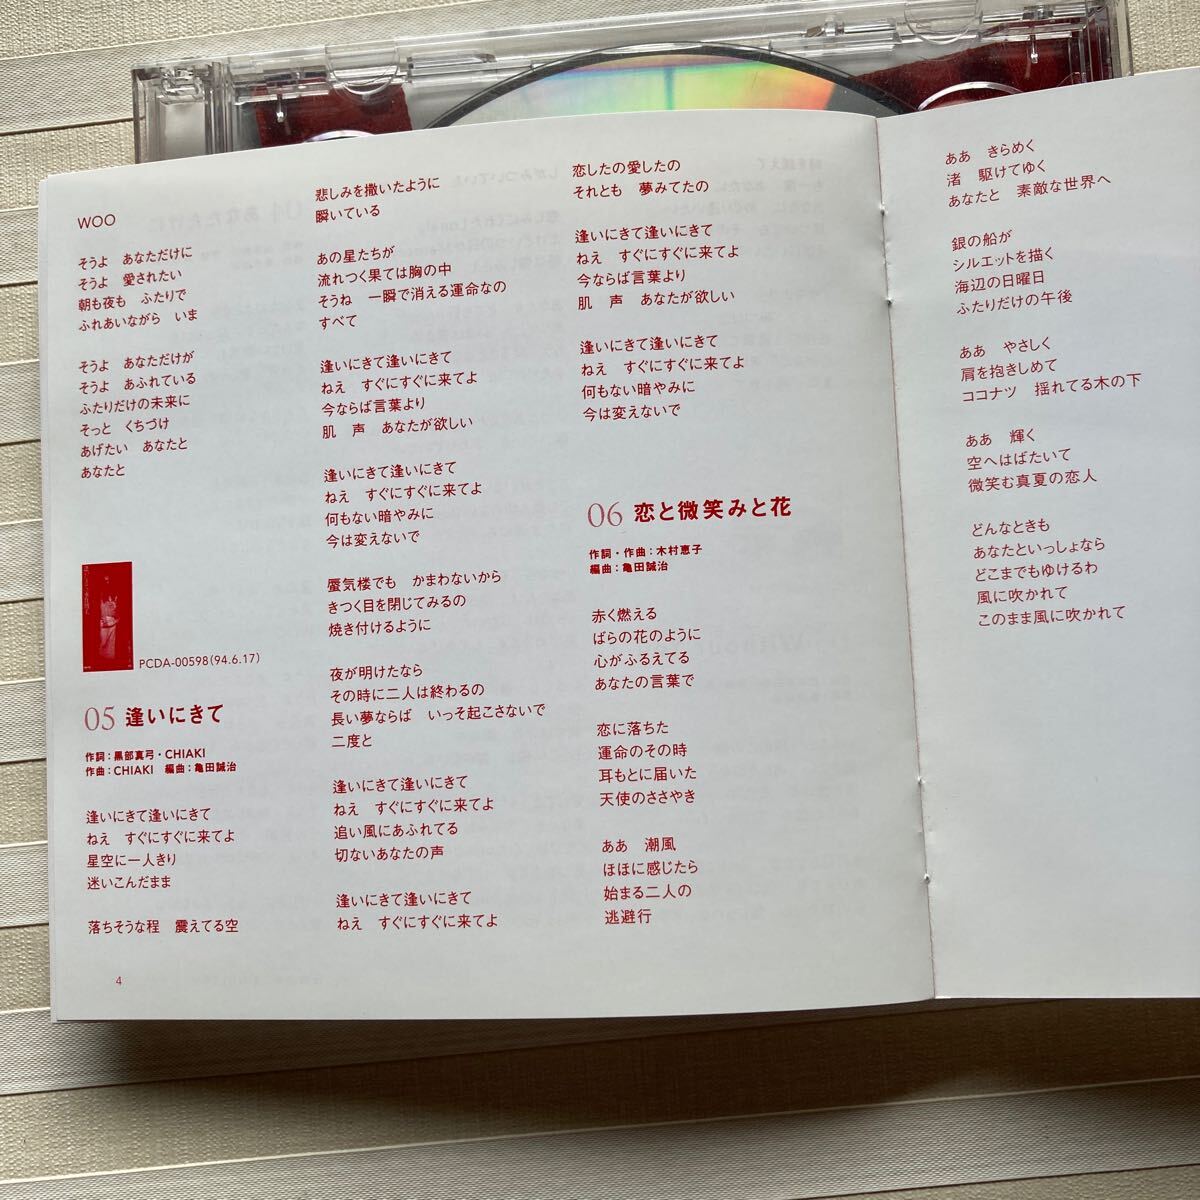 WOO
そうよ　あなただけに
そうよ　愛されたい
朝も夜も　ふたりで
ふれあいながら　いま
そうよ　あなただけが
そうよ　あふれている
ふたりだけの未来に
そっと　くちづけ
あげたい　あなたと
あなたと
PCDA-00598(94.6.17)
05 逢いにきて
作詞：黒部真弓・CHIAKI
作曲：CHIAKI　編曲：亀田誠治
逢いにきて逢いにきて
ねえ　すぐにすぐに来てよ
星空に一人きり
迷いこんだまま
落ちそうな程　震えてる空
4
悲しみを撒いたように
瞬いている
あの星たちが
流れつく果ては胸の中
そうね　一瞬で消える運命なの
すべて
逢いにきて逢いにきて
ねえ　すぐにすぐに来てよ
今ならば言葉より
肌　声　あなたが欲しい
逢いにきて逢いにきて
ねえ　すぐにすぐに来てよ
何もない暗やみに
今は変えないで
蜃気楼でも　かまわないから
きつく目を閉じてみるの
焼き付けるように
夜が明けたなら
その時に二人は終わるの
長い夢ならば　いっそ起こさないで
二度と
逢いにきて逢いにきて
ねえ　すぐにすぐに来てよ
追い風にあふれてる
切ないあなたの声
逢いにきて逢いにきて
ねえ　すぐにすぐに来てよ
恋したの愛したの
それとも　夢みてたの
逢いにきて逢いにきて
ねえ　すぐにすぐに来てよ
今ならば言葉より
肌　声　あなたが欲しい
逢いにきて逢いにきて
ねえ　すぐにすぐに来てよ
何もない暗やみに
今は変えないで
06 恋と微笑みと花
作詞・作曲：木村恵子
編曲：亀田誠治
赤く燃える
ばらの花のように
心がふるえてる
あなたの言葉で
恋に落ちた
運命のその時
耳もとに届いた
天使のささやき
ああ　潮風
ほほに感じたら
始まる二人の
逃避行
ああ　きらめく
渚　駆けてゆく
あなたと　素敵な世界へ
銀の船が
シルエットを描く
海辺の日曜日
ふたりだけの午後
ああ　やさしく
肩を抱きしめて
ココナツ　揺れてる木の下
ああ　輝く
空へはばたいて
微笑む真夏の恋人
どんなときも
あなたといっしょなら
どこまでもゆけるわ
風に吹かれて
このまま風に吹かれて